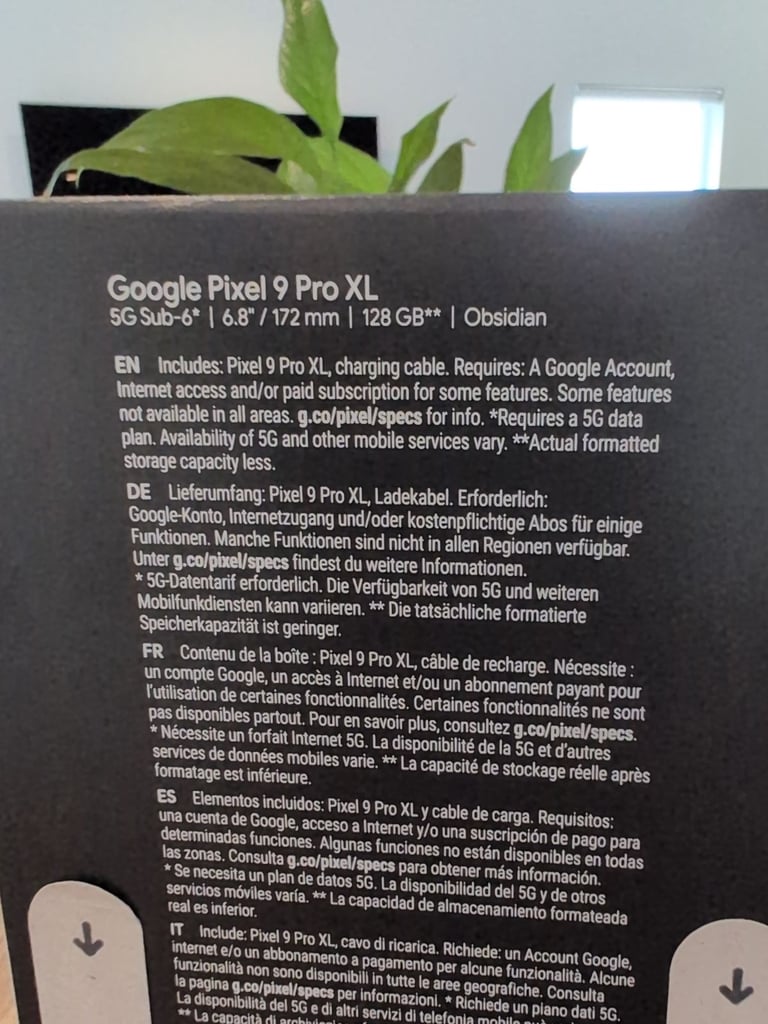 Google Pixel 9 Pro XL
5G Sub-6* | 6.8" / 172 mm | 128 GB** | Obsidian
EN Includes: Pixel 9 Pro XL, charging cable. Requires: A Google Account,
Internet access and/or paid subscription for some features. Some features
not available in all areas. g.co/pixel/specs for info. *Requires a 5G data
plan. Availability of 5G and other mobile services vary. **Actual formatted
storage capacity less.
DE Lieferumfang: Pixel 9 Pro XL, Ladekabel. Erforderlich:
Google-Konto, Internetzugang und/oder kostenpflichtige Abos für einige
Funktionen. Manche Funktionen sind nicht in allen Regionen verfügbar.
Unter g.co/pixel/specs findest du weitere Informationen.
* 5G-Datentarif erforderlich. Die Verfügbarkeit von 5G und weiteren
Mobilfunkdiensten kann variieren. ** Die tatsächliche formatierte
Speicherkapazität ist geringer.
FR Contenu de la boîte : Pixel 9 Pro XL, câble de recharge. Nécessite :
un compte Google, un accès à Internet et/ou un abonnement payant pour
l'utilisation de certaines fonctionnalités. Certaines fonctionnalités ne sont
pas disponibles partout. Pour en savoir plus, consultez g.co/pixel/specs.
* Nécessite un forfait Internet 5G. La disponibilité de la 5G et d'autres
services de données mobiles varie. ** La capacité de stockage réelle après
formatage est inférieure.
ES Elementos incluidos: Pixel 9 Pro XL y cable de carga. Requisitos:
una cuenta de Google, acceso a Internet y/o una suscripción de pago para
determinadas funciones. Algunas funciones no están disponibles en todas
las zonas. Consulta g.co/pixel/specs para obtener más información.
* Se necesita un plan de datos 5G. La disponibilidad del 5G y de otros
servicios móviles varía. ** La capacidad de almacenamiento formateada
real es inferior.
IT Include: Pixel 9 Pro XL, cavo di ricarica. Richiede: un Account Google,
internet e/o un abbonamento a pagamento per alcune funzionalità. Alcune
funzionalità non sono disponibili in tutte le aree geografiche. Consulta
la pagina g.co/pixel/specs per informazioni. * Richiede un piano dati 5G.
La disponibilità del 5G e di altri servizi di telefonia mobile
** La capacità di